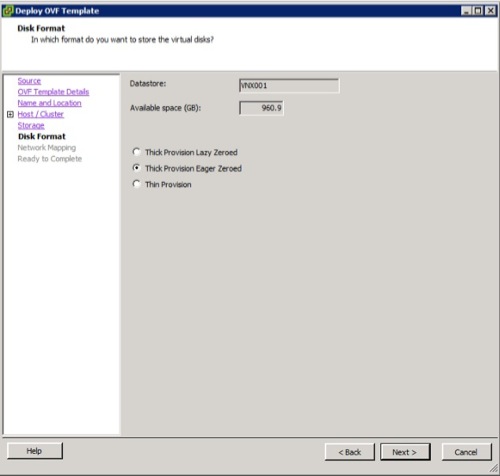 Deploy OVF Template
Disk Format
In which format do you want to store the virtual disks?
Source
OVF Template Details
Name and Location
Host / Cluster
Storage
Disk Format
Network Mapping
Ready to Complete
Datastore: VNX001
Available space (GB): 960.9
Thick Provision Lazy Zeroed
Thick Provision Eager Zeroed
Thin Provision
Help < Back Next > Cancel